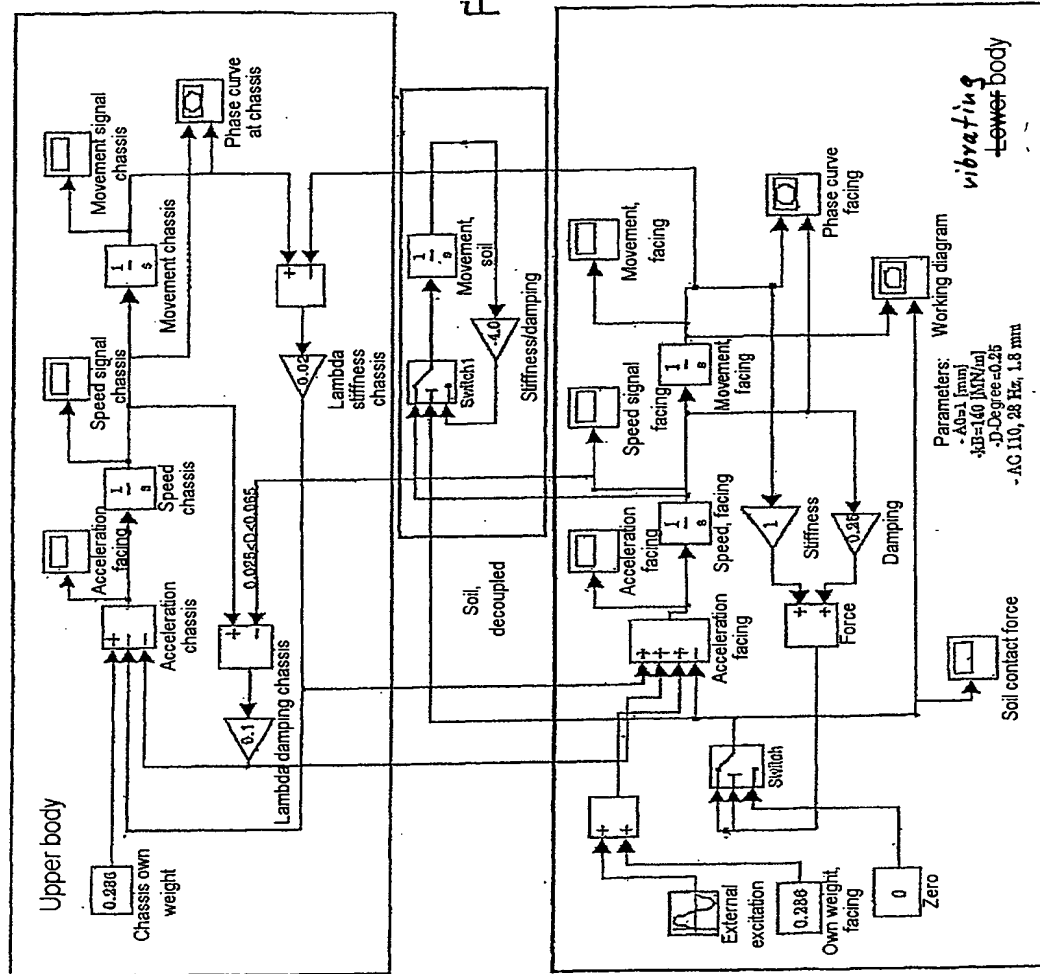 Upper body
0.286
Chassis own
weight
Acceleration
chassis
Acceleration
facing
1
s
Speed
chassis
Speed signal
chassis
1
s
Movement chassis
Movement signal
chassis
Phase curve
at chassis
0.1
Lambda damping chassis
0.025<D<0.065
0.02
Lambda
stiffness
chassis
Soil,
decoupled
Switch1
1
s
Movement,
soil
-4.0
Stiffness/damping
External
excitation
0.286
Own weight,
facing
0
Zero
Switch
Acceleration
facing
Acceleration
facing
1
s
Speed, facing
Speed signal
facing
1
s
Movement,
facing
Movement,
facing
Phase curve
facing
1
Stiffness
0.25
Damping
Force
Soil contact force
Working diagram
Parameters:
- A0=1 [mm]
-kB=140 [MN/m]
-D-Degree=0.25
- AC 110, 28 Hz, 1.8 mm
vibrating
Lower body